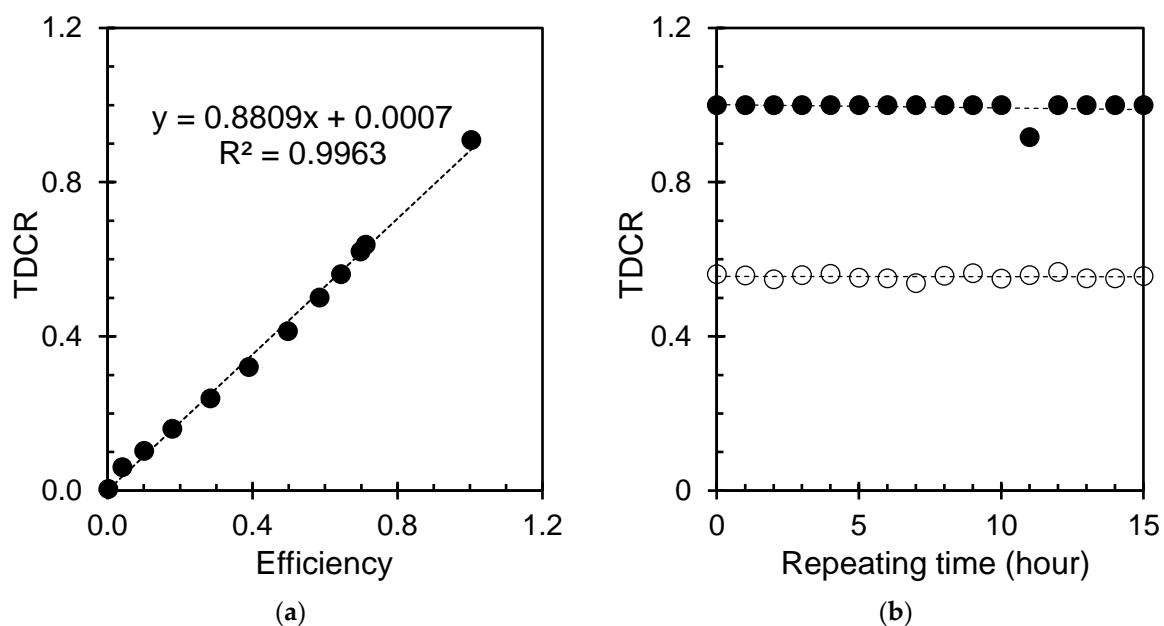 1.2
0.8
0.4
0.0
TDCR
y = 0.8809x + 0.0007
R² = 0.9963
0.0
0.4
0.8
1.2
Efficiency
(a)
1.2
0.8
0.4
0
TDCR
0
5
10
15
Repeating time (hour)
(b)